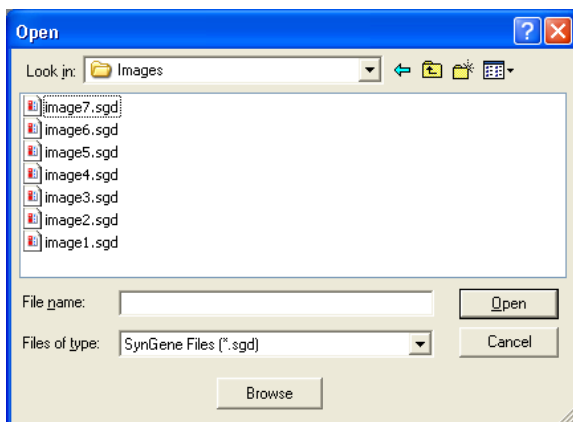 Open
Look in: Images
image7.sgd
image6.sgd
image5.sgd
image4.sgd
image3.sgd
image2.sgd
image1.sgd
File name: Open
Files of type: SynGene Files (*.sgd) Cancel
Browse